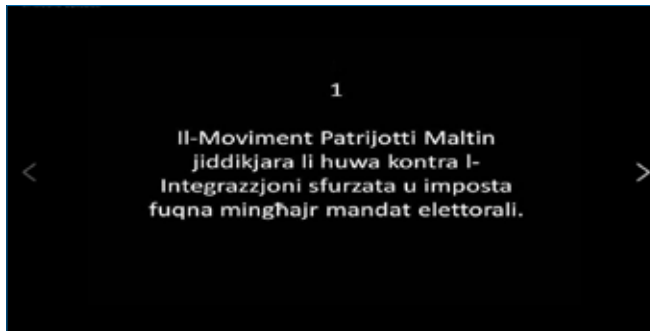 1
Il-Moviment Patrijotti Maltin
jiddikjara li huwa kontra l-
Integrazzjoni sfurzata u imposta
fuqna mingħajr mandat elettorali.